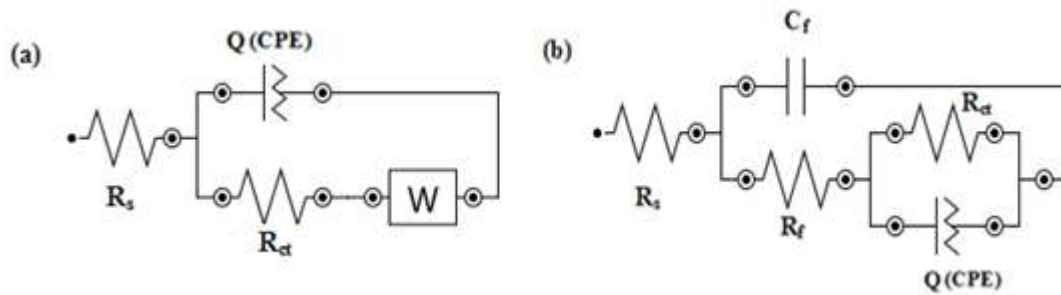 (a)
Q (CPE)
R_s
R_ct
W
(b)
C_f
R_s
R_f
R_ct
Q (CPE)